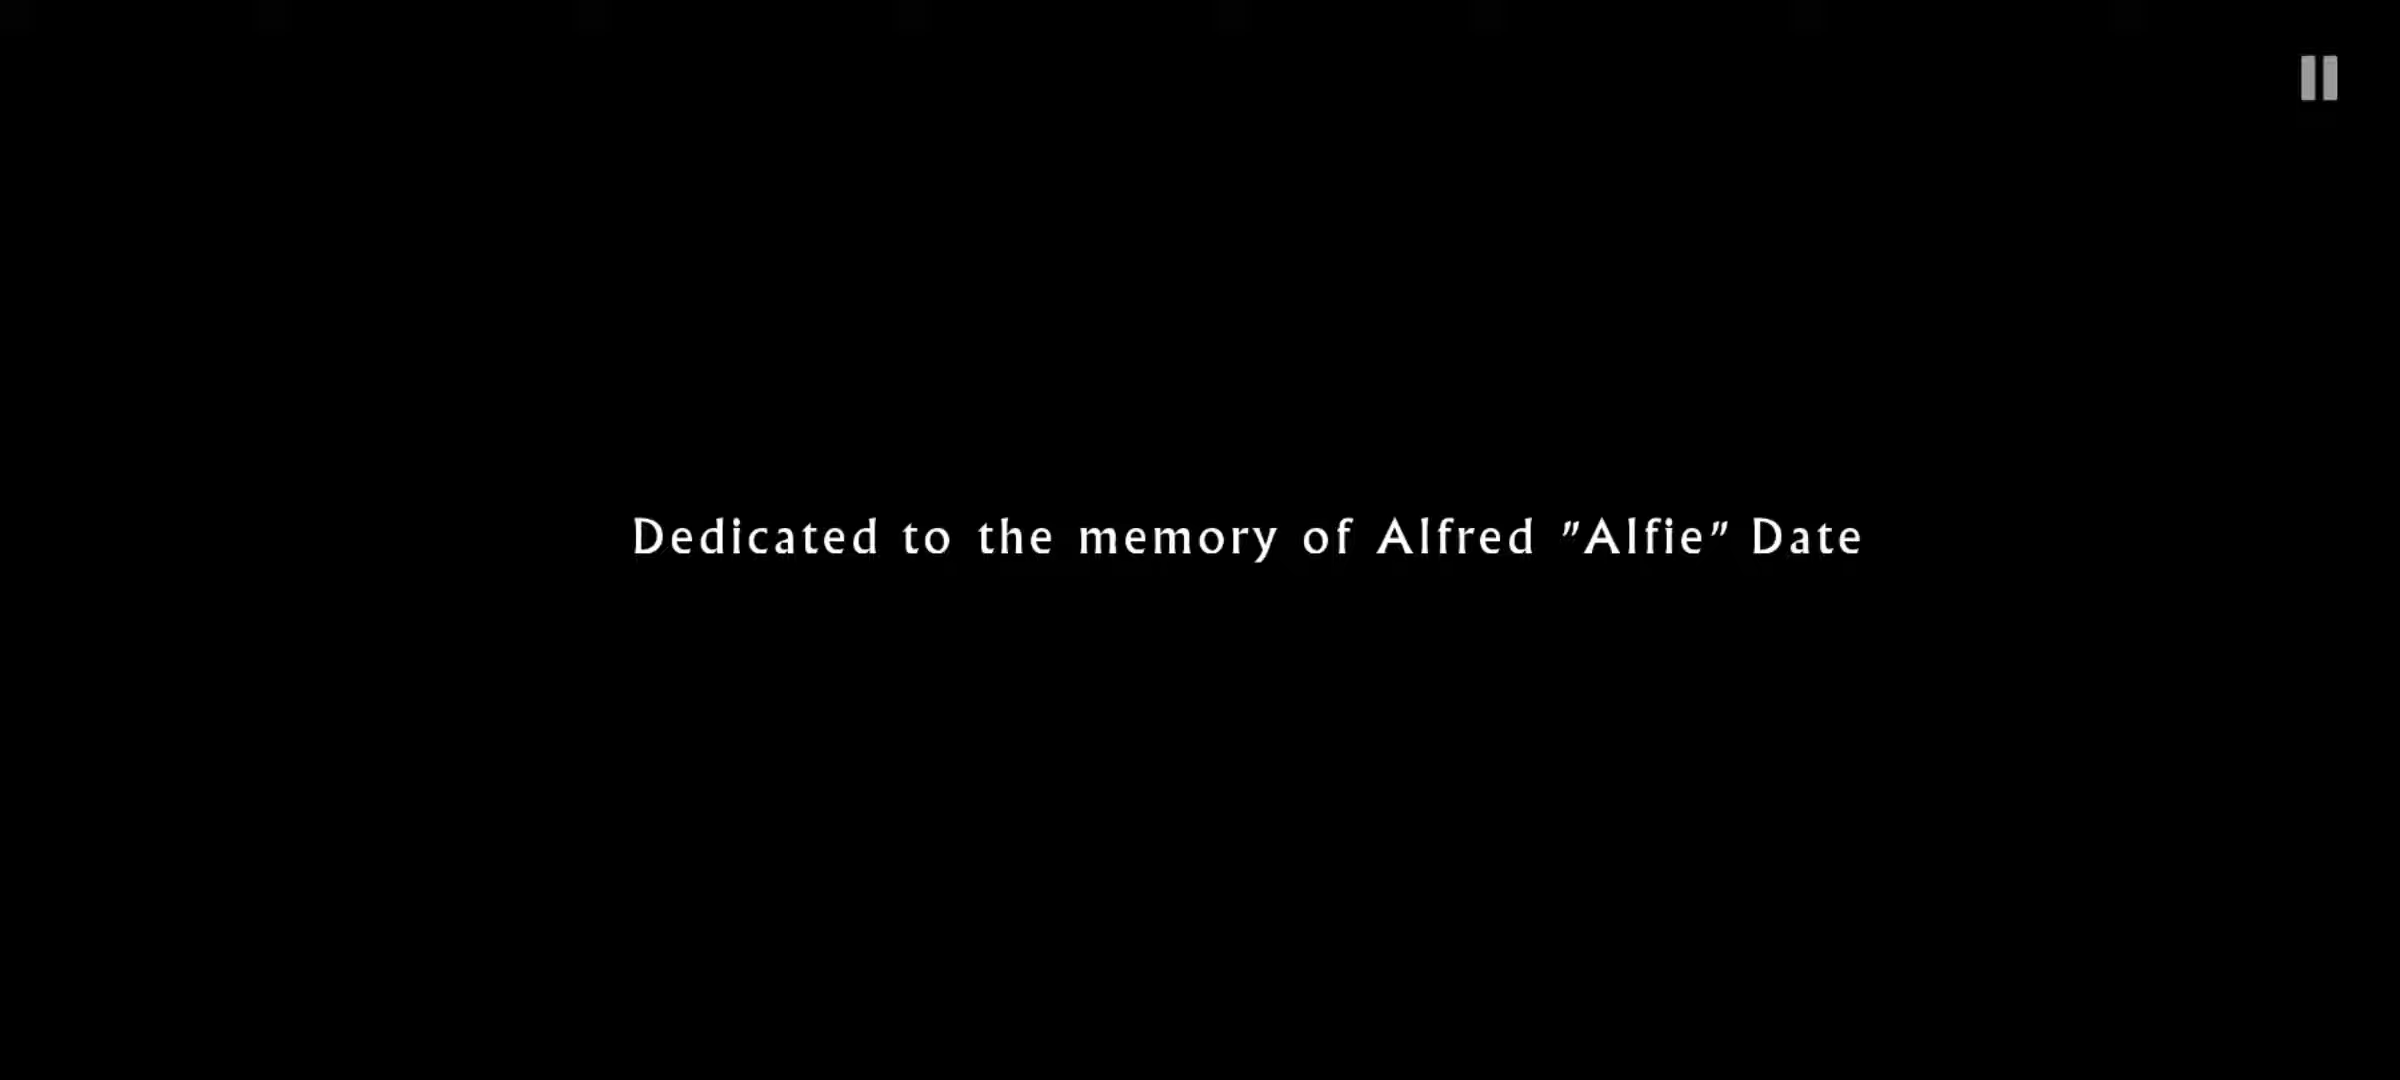 Dedicated to the memory of Alfred "Alfie" Date